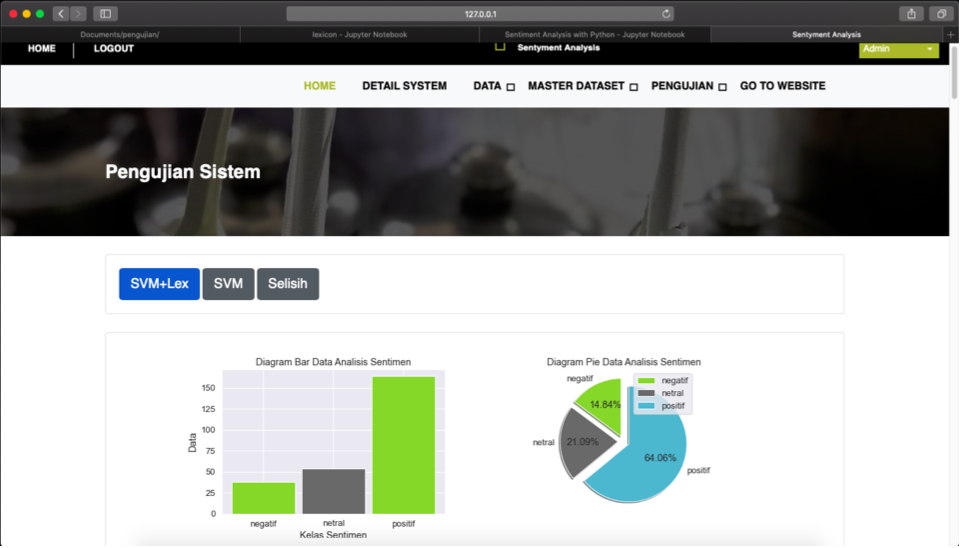 127.0.0.1
Documents/pengujian/
lexicon - Jupyter Notebook
Sentiment Analysis with Python - Jupyter Notebook
Sentyment Analysis
HOME LOGOUT
Sentyment Analysis
Admin
HOME DETAIL SYSTEM DATA MASTER DATASET PENGUJIAN GO TO WEBSITE
Pengujian Sistem
SVM+Lex SVM Selisih
Diagram Bar Data Analisis Sentimen
150
125
100
75
50
25
0
Data
negatif netral positif
Kelas Sentimen
Diagram Pie Data Analisis Sentimen
negatif
negatif
netral
positif
14.84%
netral
21.09%
64.06%
positif